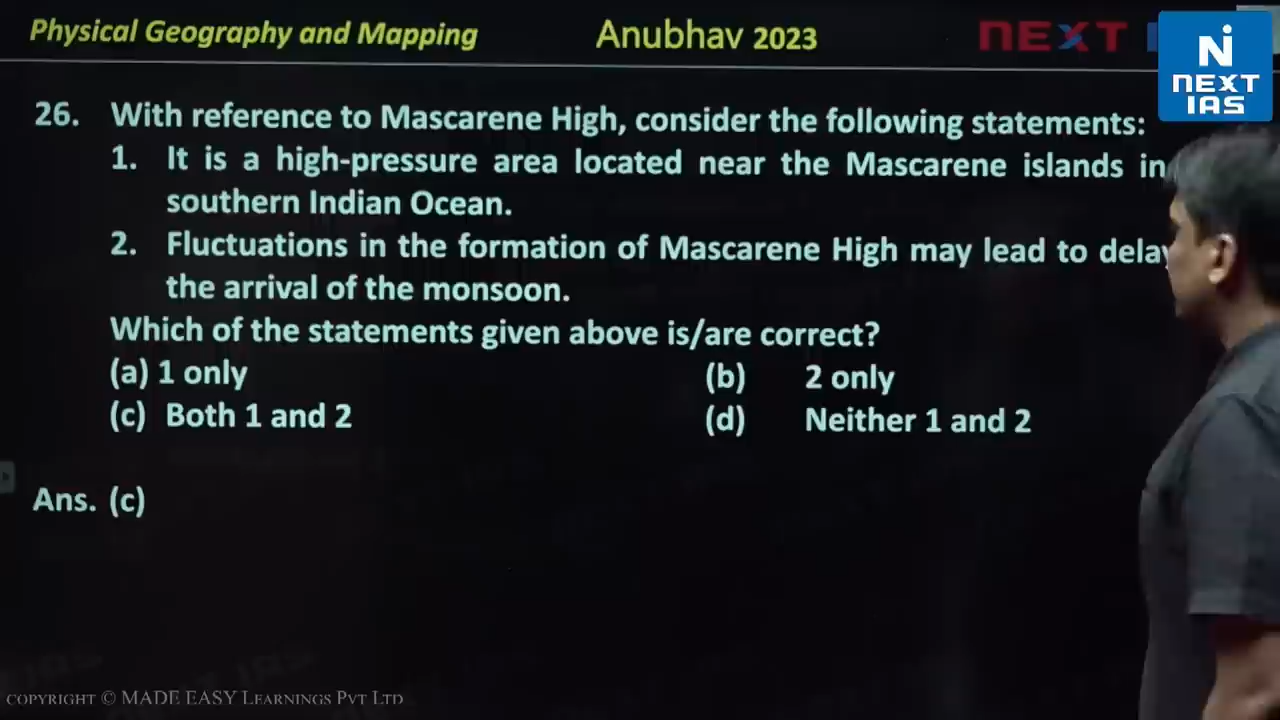 Physical Geography and Mapping Anubhav 2023 NEXT
NEXT
IAS
26. With reference to Mascarene High, consider the following statements:
1. It is a high-pressure area located near the Mascarene islands in
southern Indian Ocean.
2. Fluctuations in the formation of Mascarene High may lead to
the arrival of the monsoon.
Which of the statements given above is/are correct?
(a) 1 only (b) 2 only
(c) Both 1 and 2 (d) Neither 1 and 2
Ans. (c)
COPYRIGHT © MADE EASY LEARNINGS PVT LTD